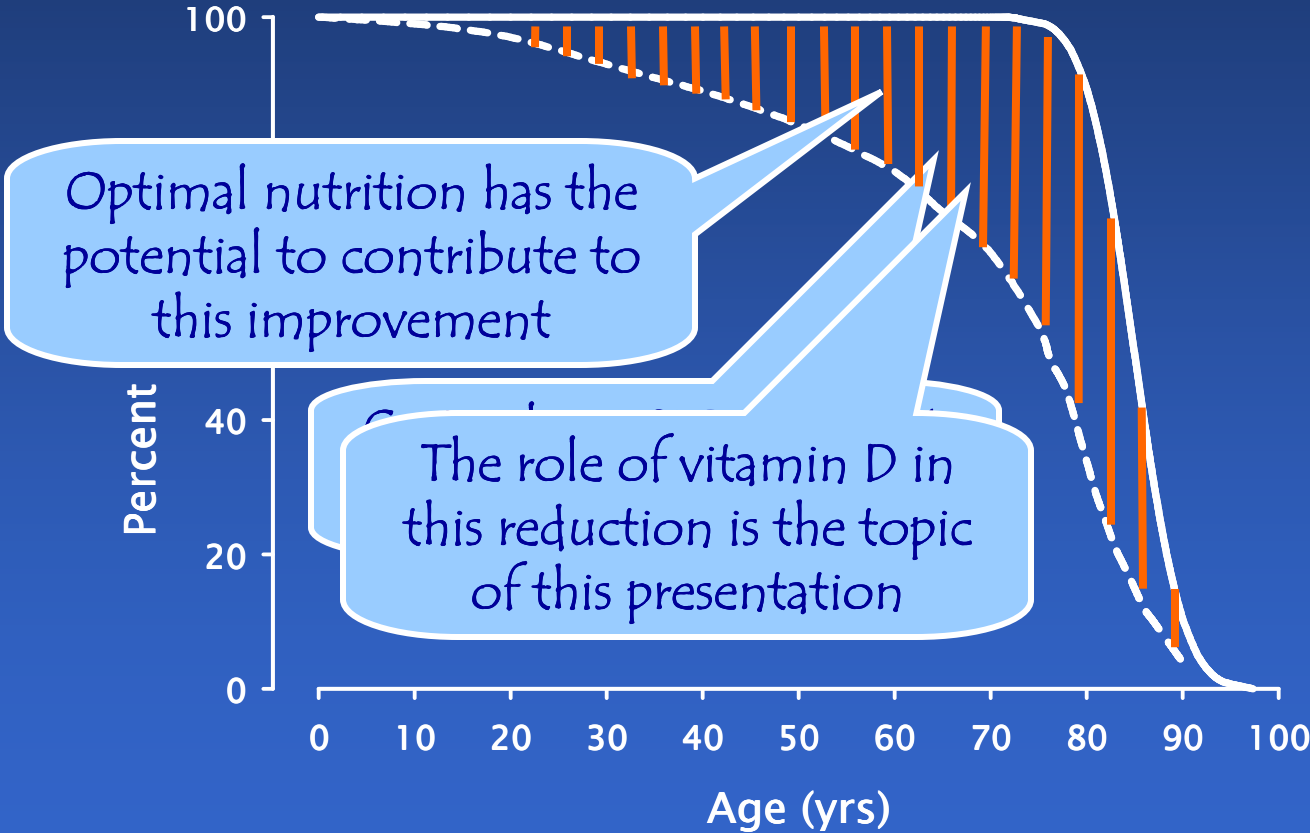 100
Optimal nutrition has the
potential to contribute to
this improvement
Percent
40
The role of vitamin D in
this reduction is the topic
of this presentation
20
0
0 10 20 30 40 50 60 70 80 90 100
Age (yrs)